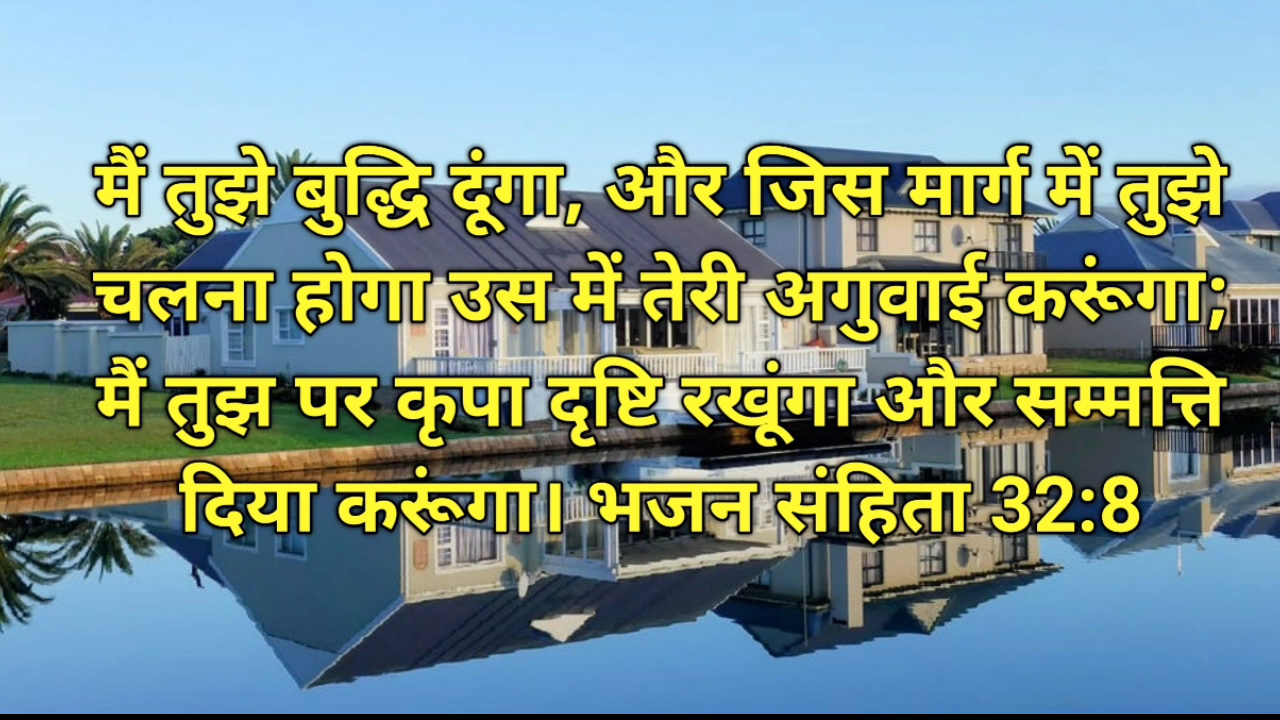 मैं तुझे बुद्धि दूंगा, और जिस मार्ग में तुझे
चलना होगा उस में तेरी अगुवाई करूंगा;
मैं तुझ पर कृपा दृष्टि रखूंगा और सम्मत्ति
दिया करूंगा। भजन संहिता 32:8